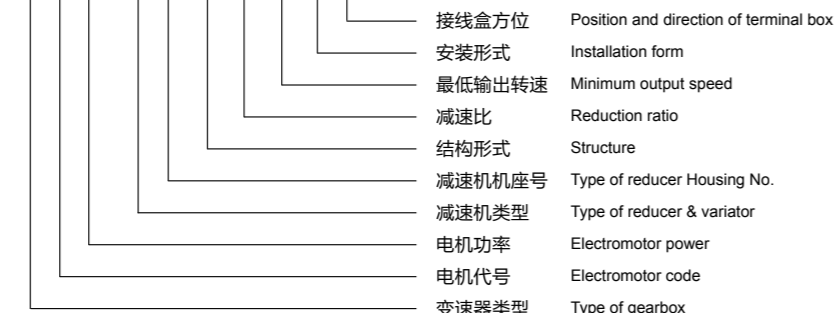 接线盒方位 Position and direction of terminal box
安装形式 Installation form
最低输出转速 Minimum output speed
减速比 Reduction ratio
结构形式 Structure
减速机机座号 Type of reducer Housing No.
减速机类型 Type of reducer & variator
电机功率 Electromotor power
电机代号 Electromotor code
变速器类型 Type of gearbox